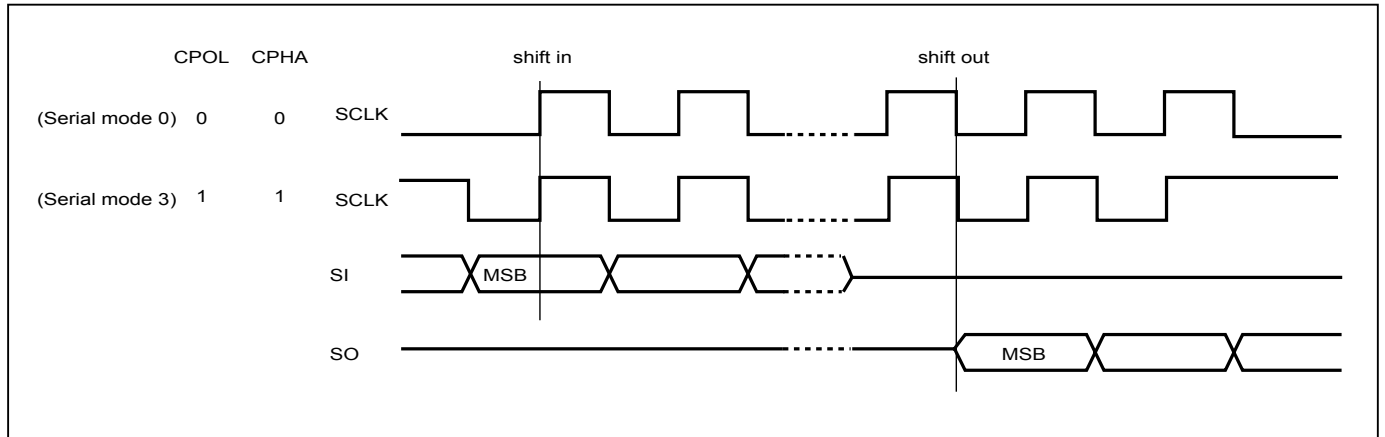 CPOL CPHA shift in shift out
(Serial mode 0) 0 0 SCLK
(Serial mode 3) 1 1 SCLK
SI MSB
SO MSB